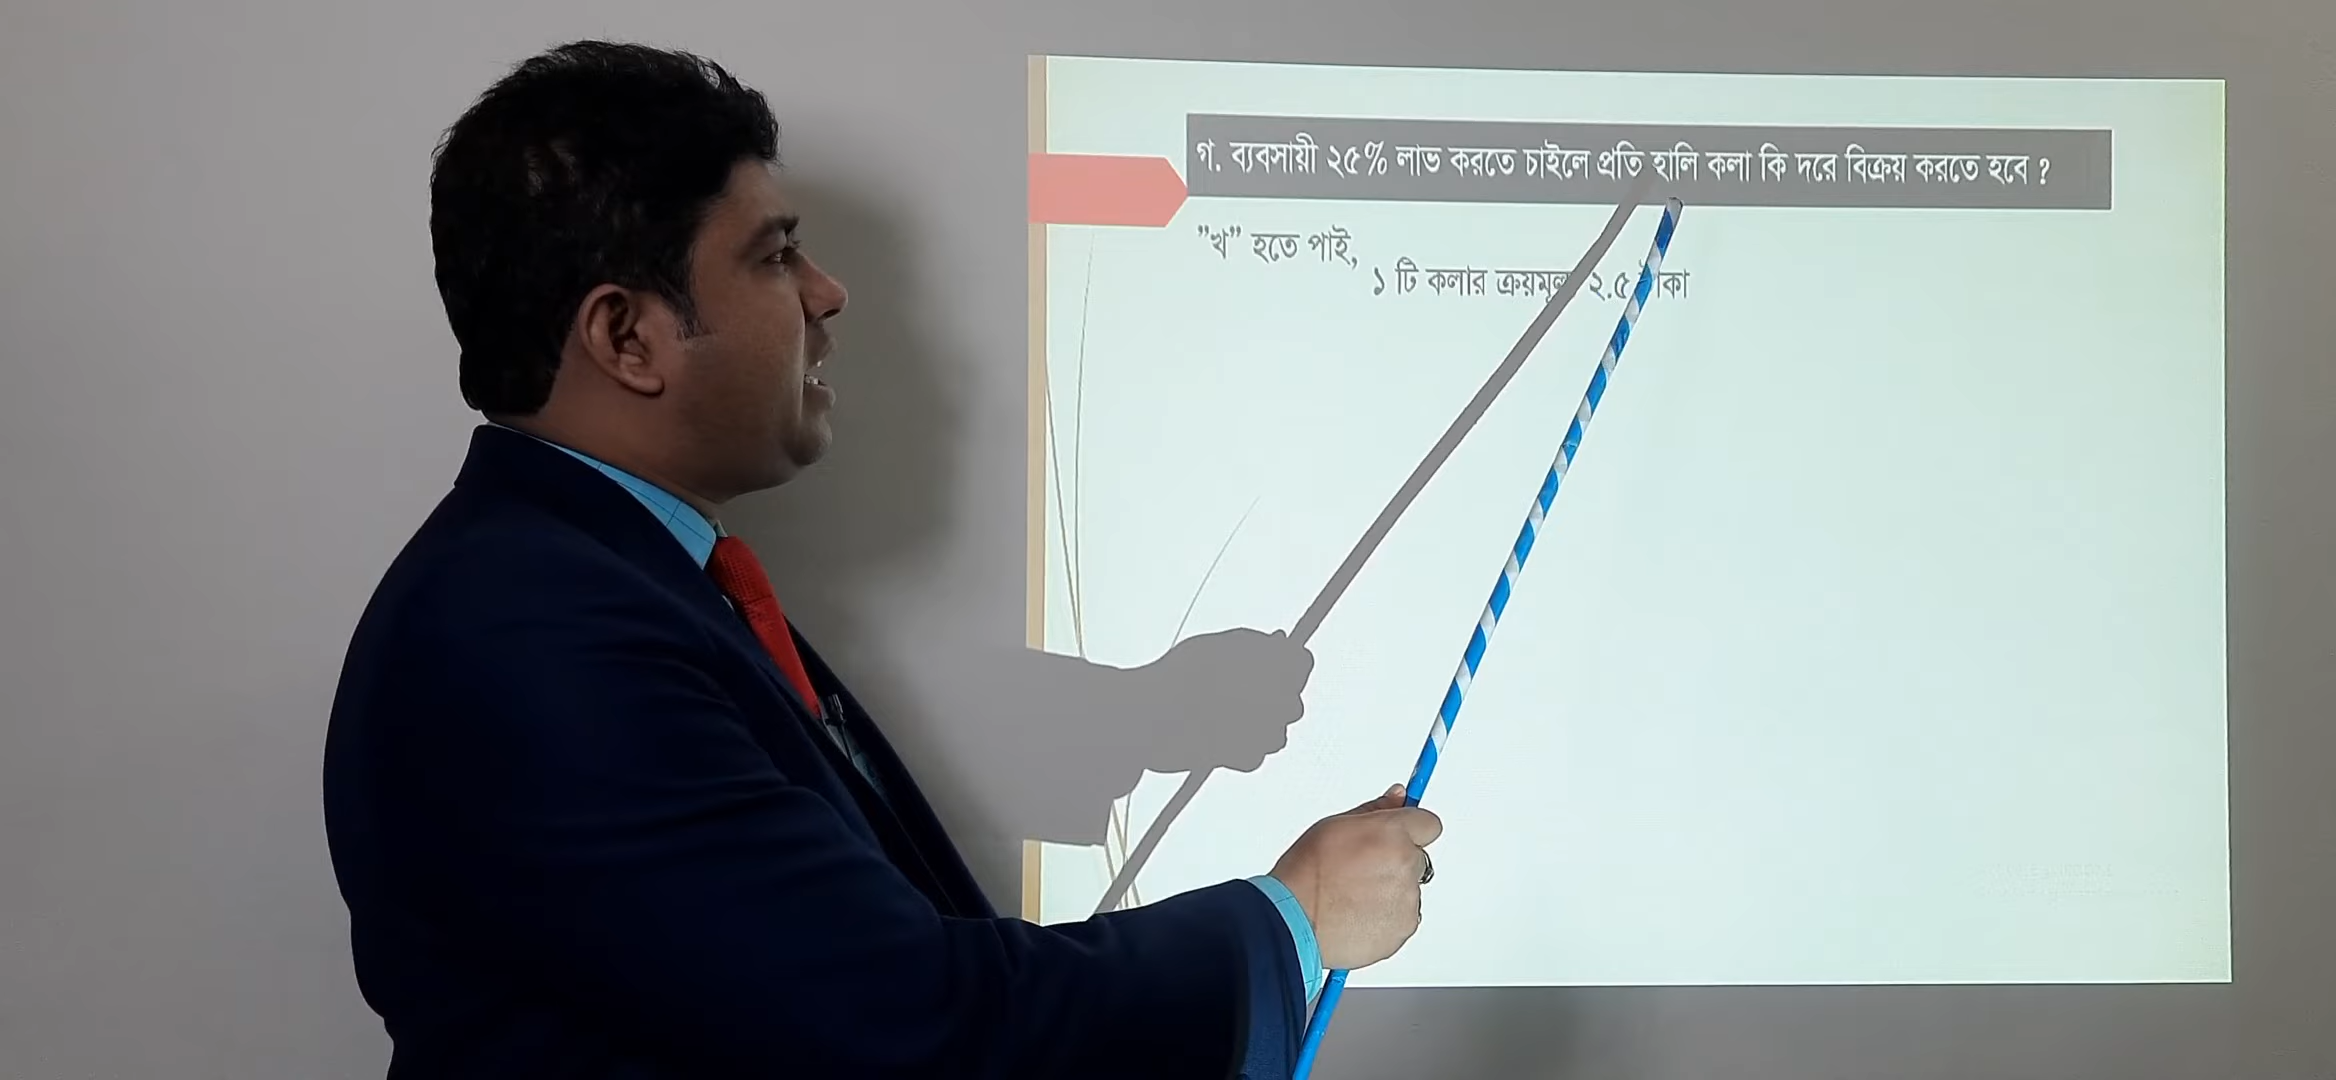 গ. ব্যবসায়ী ২৫% লাভ করতে চাইলে প্রতি হালি কলা কি দরে বিক্রয় করতে হবে ?
”খ” হতে পাই,
১ টি কলার ক্রয়মূল্য ২.৫ টাকা